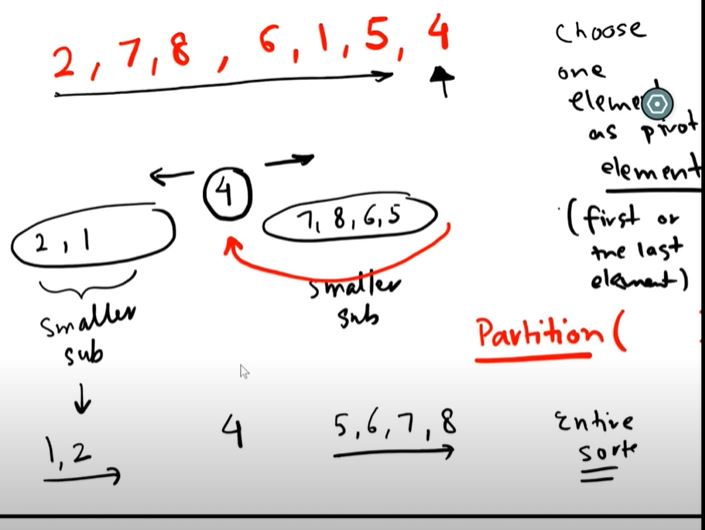 2, 7, 8, 6, 1, 5, 4
choose
one
element
as pivot
element
(first or
the last
element)
4
2, 1
7, 8, 6, 5
smaller
sub
smaller
sub
Partition(
1, 2
4
5, 6, 7, 8
Entire
sorte